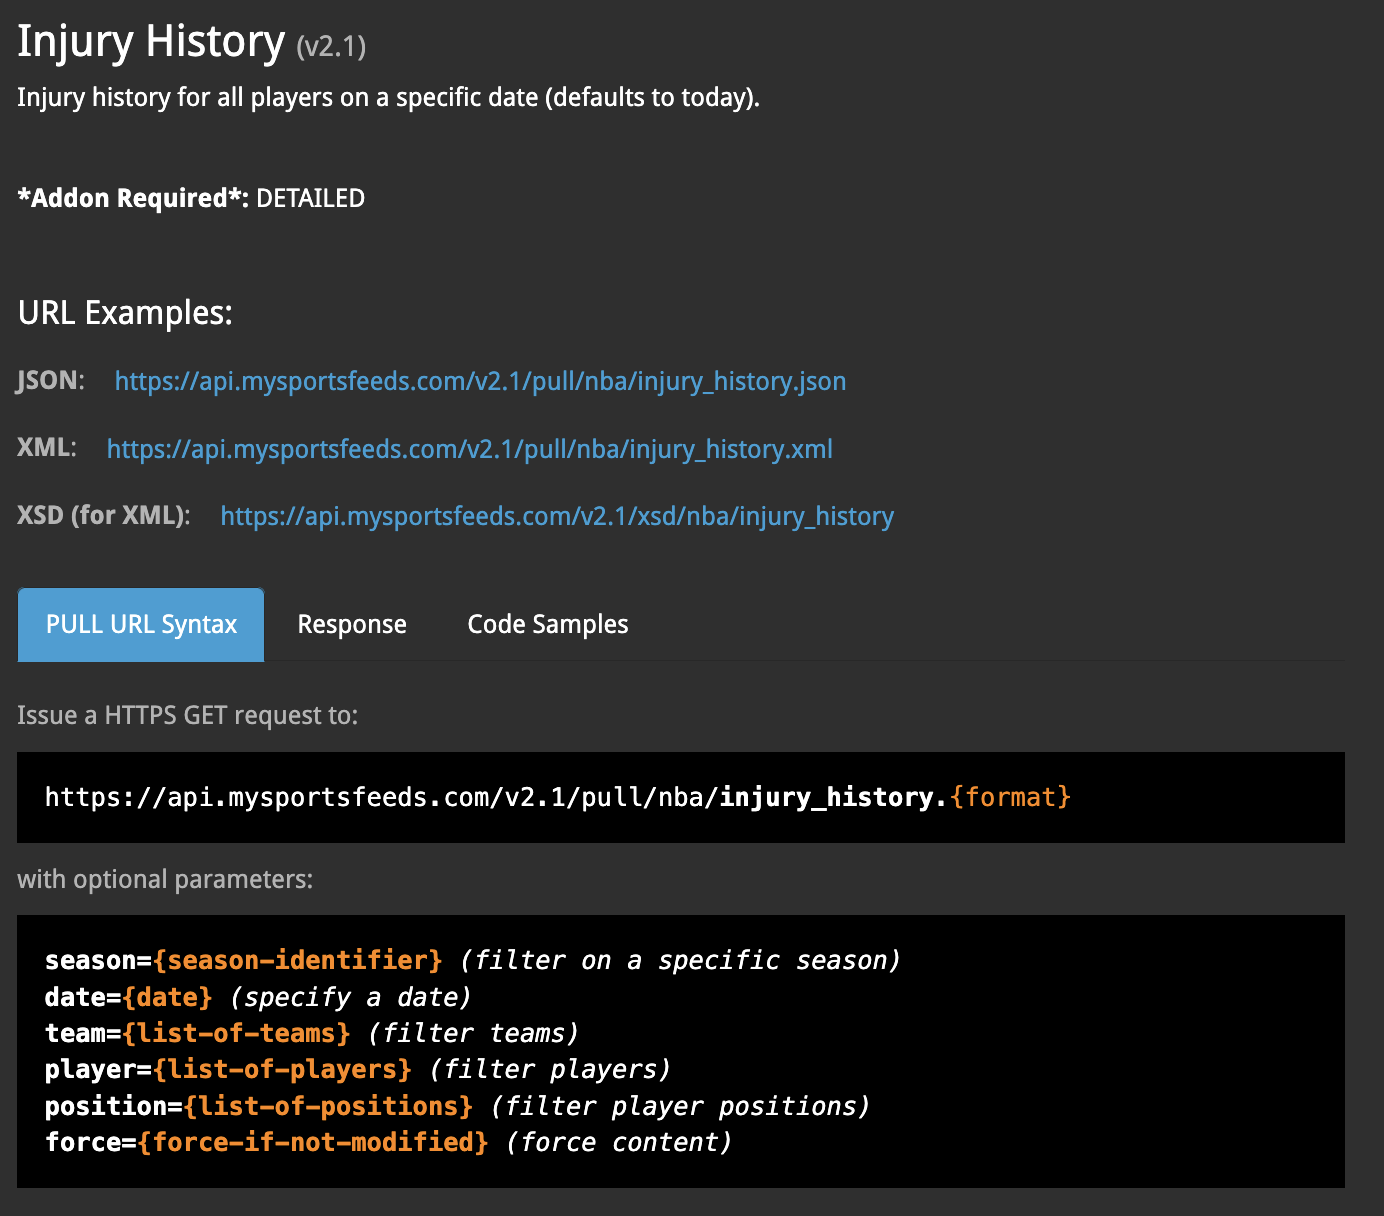 Injury History (v2.1)
Injury history for all players on a specific date (defaults to today).
*Addon Required*: DETAILED
URL Examples:
JSON: https://api.mysportsfeeds.com/v2.1/pull/nba/injury_history.json
XML: https://api.mysportsfeeds.com/v2.1/pull/nba/injury_history.xml
XSD (for XML): https://api.mysportsfeeds.com/v2.1/xsd/nba/injury_history
PULL URL Syntax Response Code Samples
Issue a HTTPS GET request to:
https://api.mysportsfeeds.com/v2.1/pull/nba/injury_history.{format}
with optional parameters:
season={season-identifier} (filter on a specific season)
date={date} (specify a date)
team={list-of-teams} (filter teams)
player={list-of-players} (filter players)
position={list-of-positions} (filter player positions)
force={force-if-not-modified} (force content)